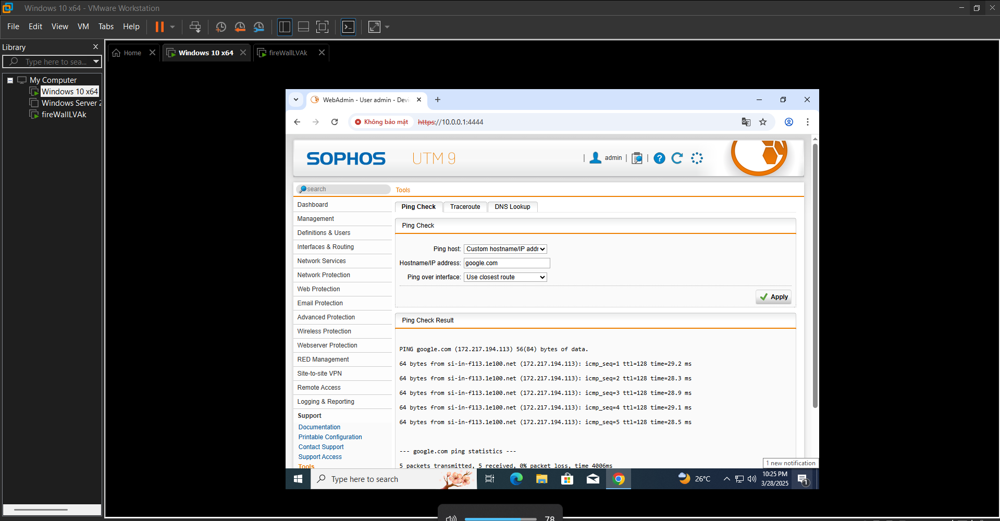 Windows 10 x64 - VMware Workstation
File Edit View VM Tabs Help
Library
Type here to sea...
My Computer
Windows 10 x64
Windows Server 2
fireWallLVAk
Home
Windows 10 x64
fireWallLVAk
WebAdmin - User admin - Devi
Không bảo mật
https://10.0.0.1:4444
SOPHOS
UTM 9
| admin | |
search
Tools
Dashboard
Management
Definitions & Users
Interfaces & Routing
Network Services
Network Protection
Web Protection
Email Protection
Advanced Protection
Wireless Protection
Webserver Protection
RED Management
Site-to-site VPN
Remote Access
Logging & Reporting
Support
Documentation
Printable Configuration
Contact Support
Support Access
Tools
Ping Check
Traceroute
DNS Lookup
Ping Check
Ping host: Custom hostname/IP addr
Hostname/IP address: google.com
Ping over interface: Use closest route
Apply
Ping Check Result
PING google.com (172.217.194.113) 56(84) bytes of data.
64 bytes from si-in-f113.1e100.net (172.217.194.113): icmp_seq=1 ttl=128 time=29.2 ms
64 bytes from si-in-f113.1e100.net (172.217.194.113): icmp_seq=2 ttl=128 time=28.3 ms
64 bytes from si-in-f113.1e100.net (172.217.194.113): icmp_seq=3 ttl=128 time=28.9 ms
64 bytes from si-in-f113.1e100.net (172.217.194.113): icmp_seq=4 ttl=128 time=29.1 ms
64 bytes from si-in-f113.1e100.net (172.217.194.113): icmp_seq=5 ttl=128 time=28.5 ms
--- google.com ping statistics ---
5 packets transmitted, 5 received, 0% packet loss, time 4006ms
1 new notification
Type here to search
26°C
10:25 PM
3/28/2025
1
78